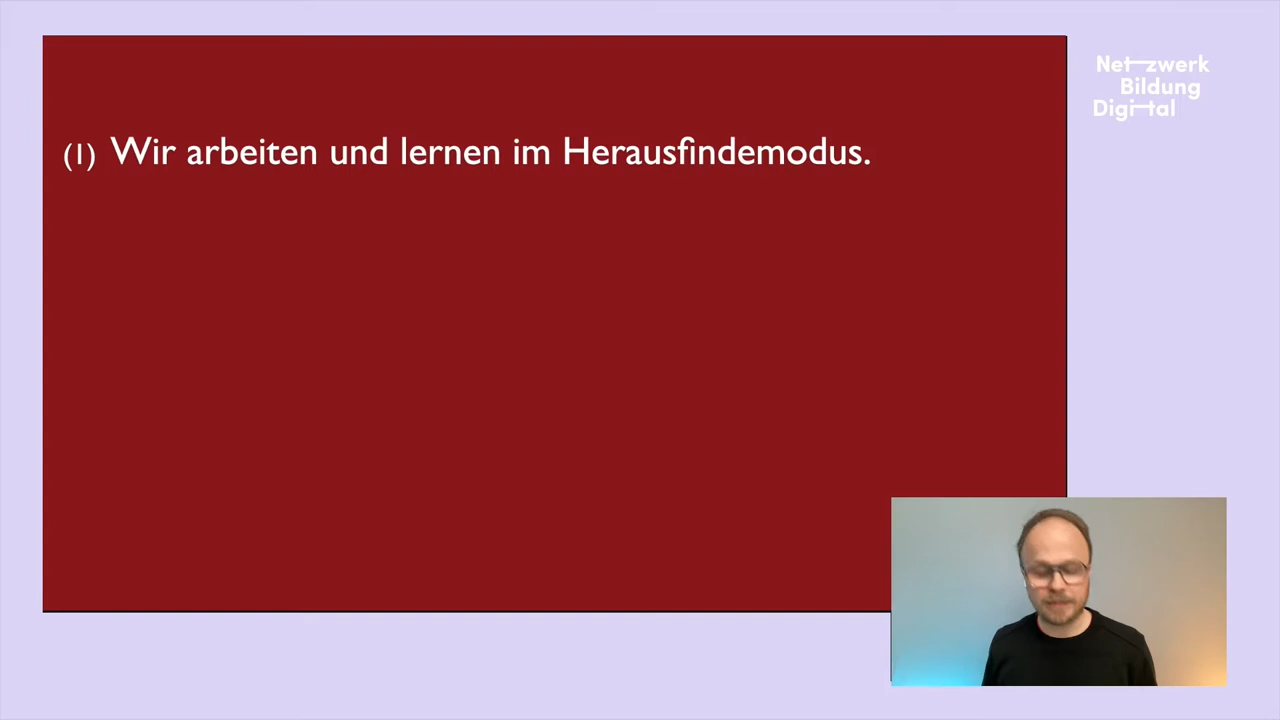 (1) Wir arbeiten und lernen im Herausfindemodus.
Netzwerk
Bildung
Digital